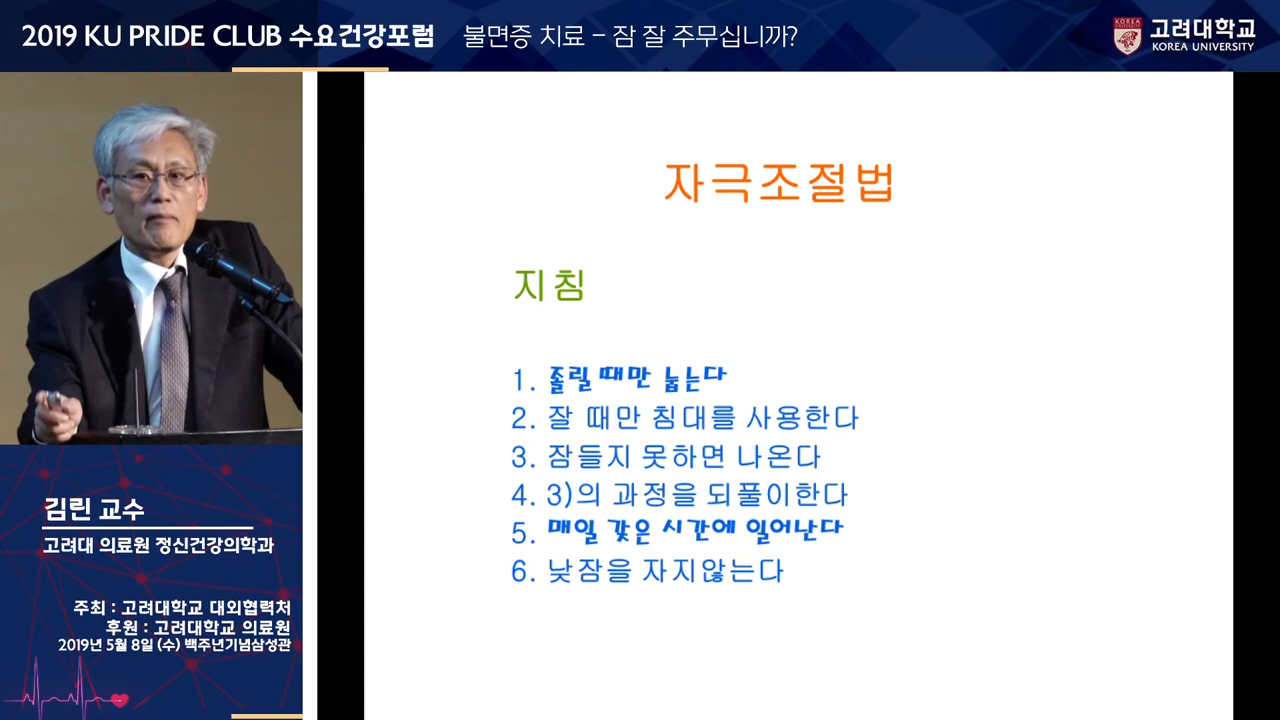 2019 KU PRIDE CLUB 수요건강포럼 불면증 치료 – 잠 잘 주무십니까?
KOREA UNIVERSITY
고려대학교
KOREA UNIVERSITY
자극조절법
지침
1. 졸릴 때만 눕는다
2. 잘 때만 침대를 사용한다
3. 잠들지 못하면 나온다
4. 3)의 과정을 되풀이한다
5. 매일 같은 시간에 일어난다
6. 낮잠을 자지않는다
김린 교수
고려대 의료원 정신건강의학과
주최 : 고려대학교 대외협력처
후원 : 고려대학교 의료원
2019년 5월 8일 (수) 백주년기념삼성관